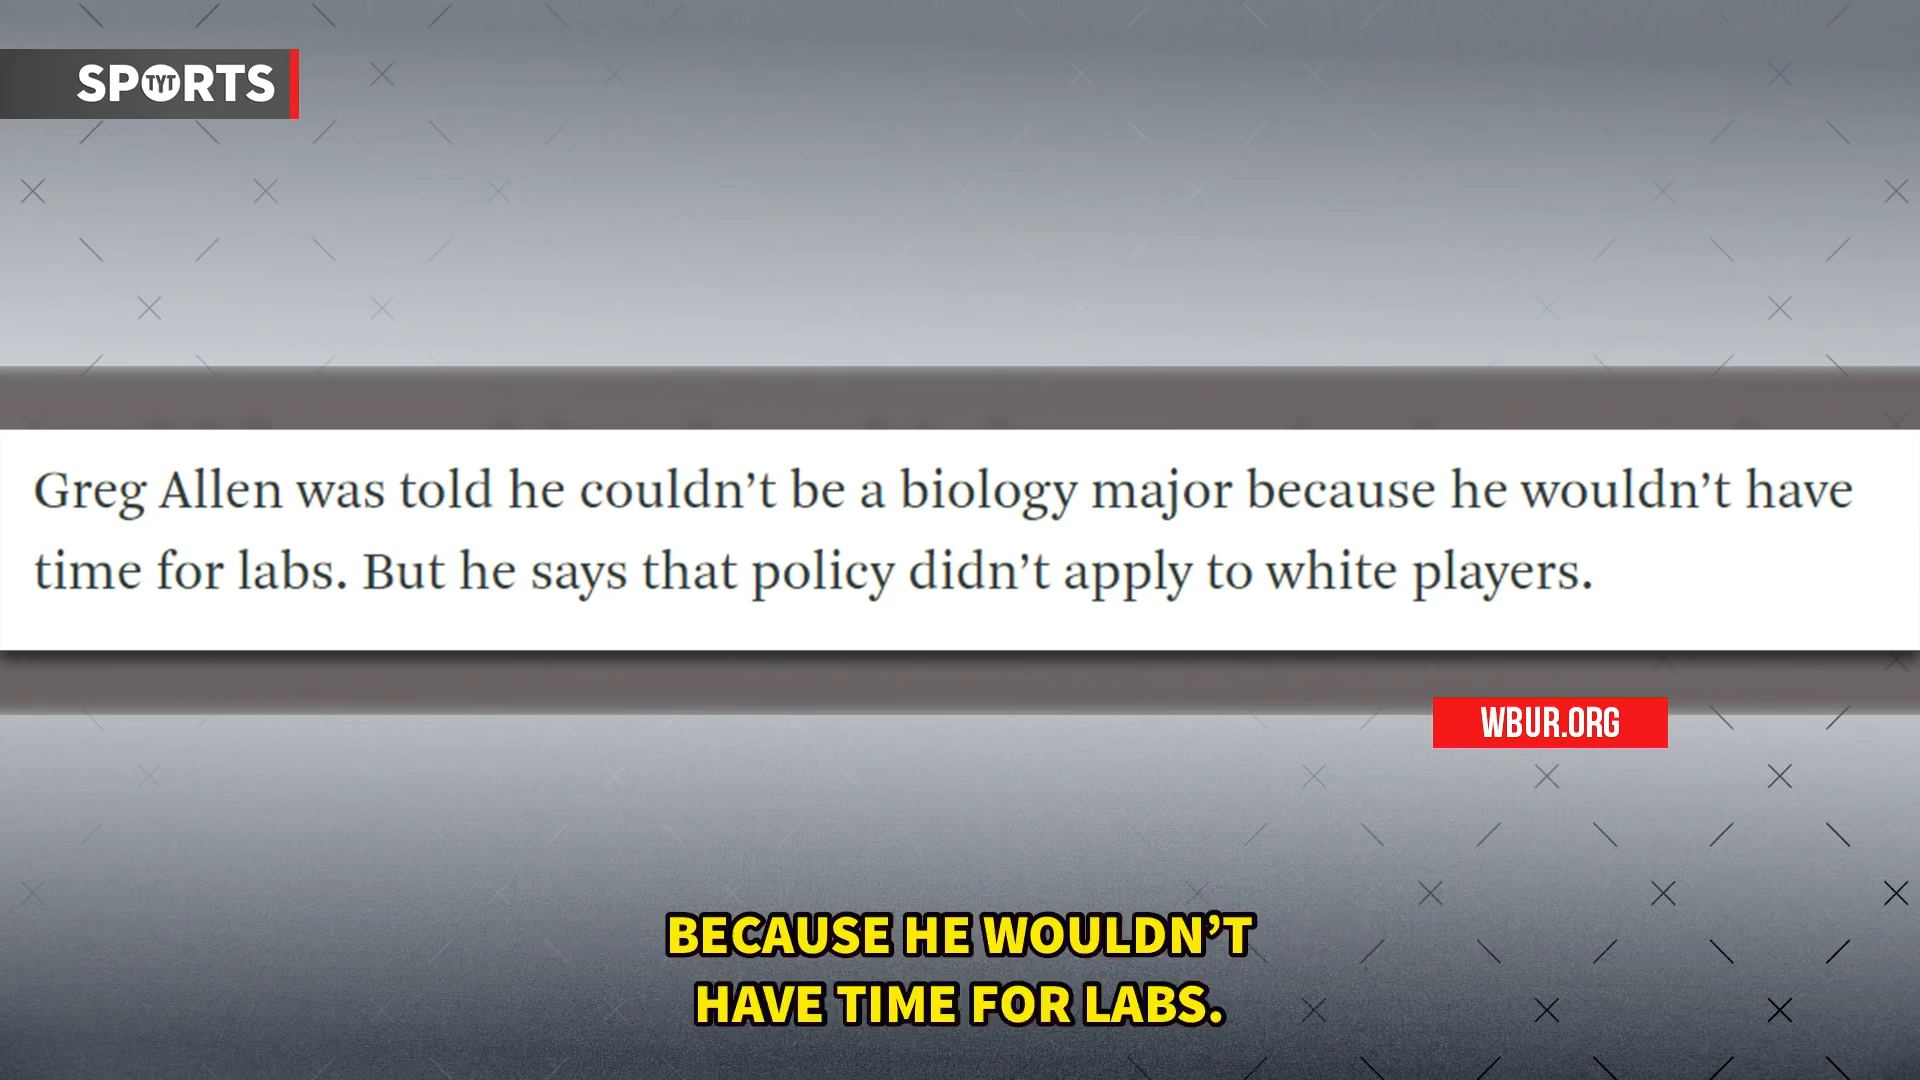 SPORTS
TYT
Greg Allen was told he couldn’t be a biology major because he wouldn’t have
time for labs. But he says that policy didn’t apply to white players.
WBUR.ORG
BECAUSE HE WOULDN’T
HAVE TIME FOR LABS.